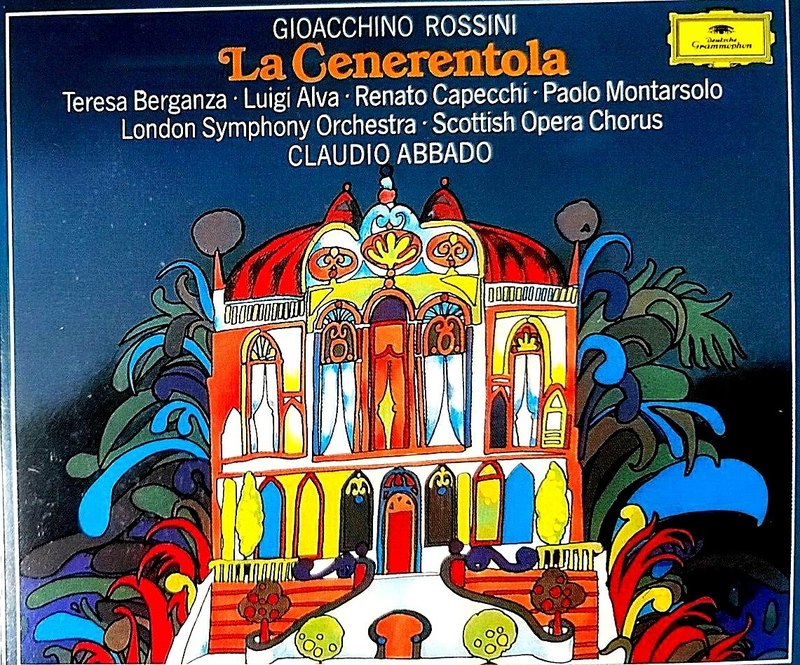 GIOACCHINO ROSSINI
Deutsche
Grammophon
La Cenerentola
Teresa Berganza · Luigi Alva · Renato Capecchi · Paolo Montarsolo
London Symphony Orchestra · Scottish Opera Chorus
CLAUDIO ABBADO